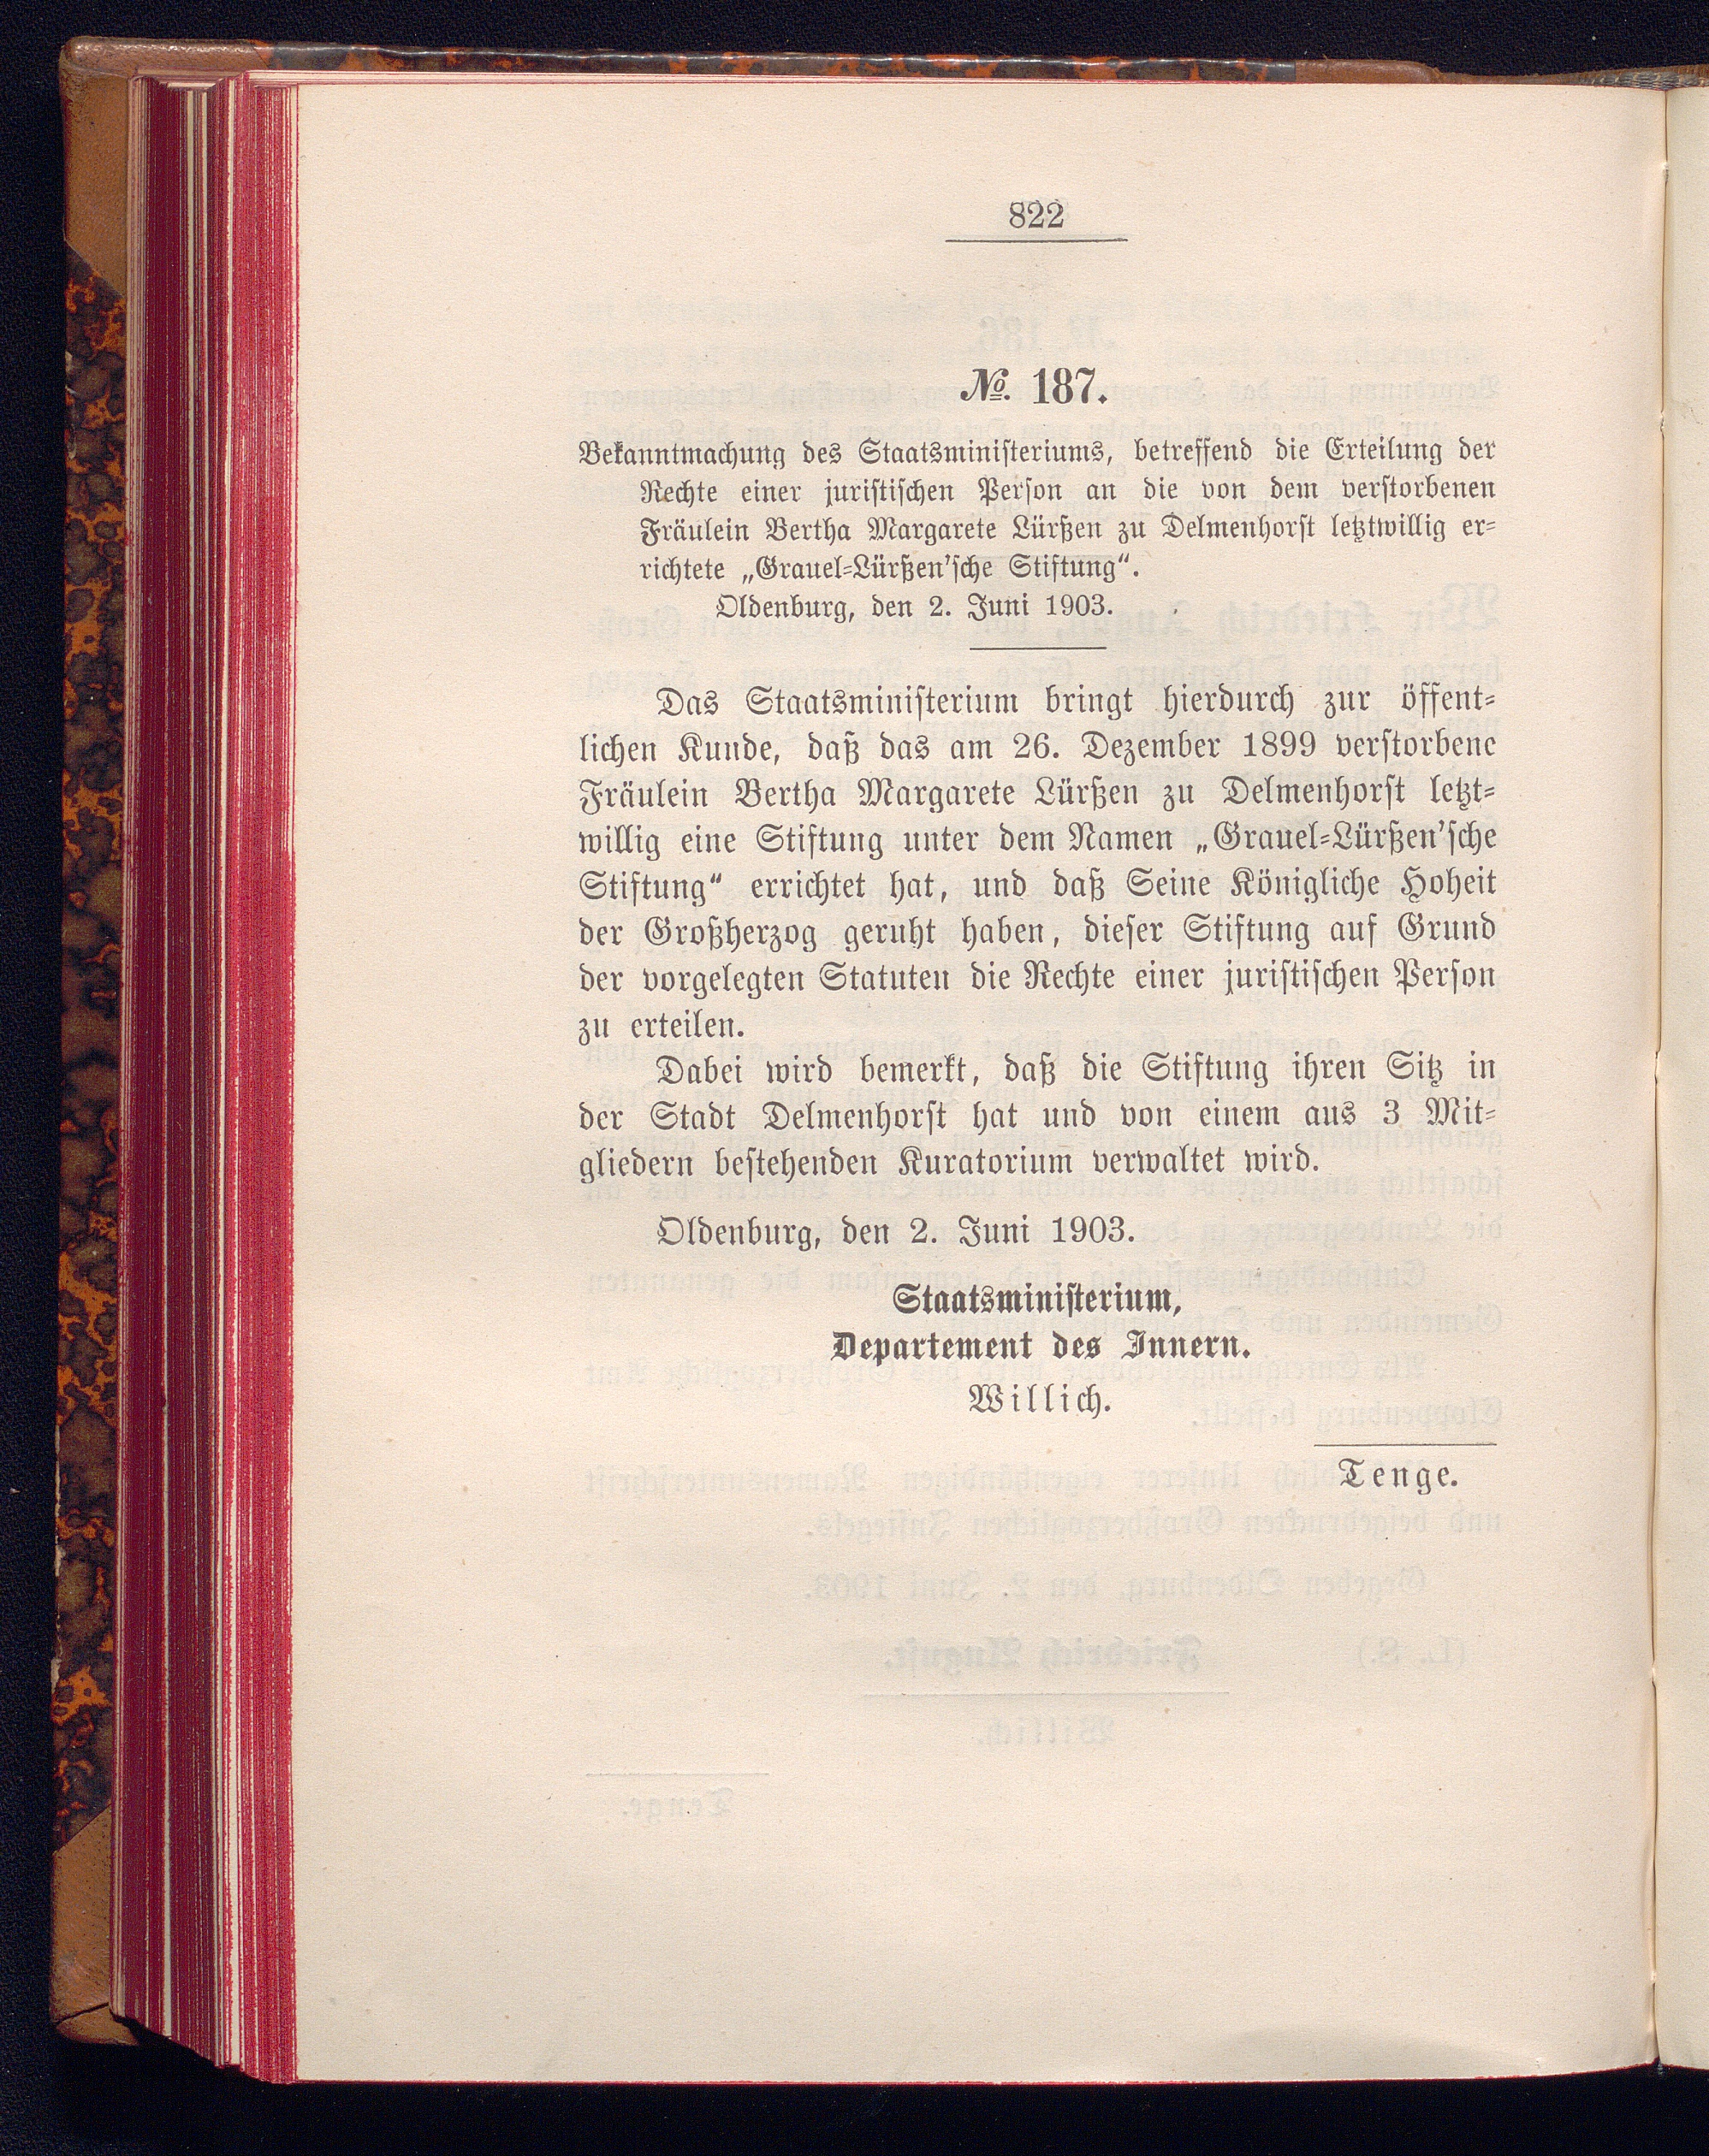 822
№. 187.
Bekanntmachung des Staatsministeriums, betreffend die Erteilung der
Rechte einer juristischen Person an die von dem verstorbenen
Fräulein Bertha Margarete Lürßen zu Delmenhorst letztwillig er-
richtete „Grauel-Lürßen'sche Stiftung“.
Oldenburg, den 2. Juni 1903.
Das Staatsministerium bringt hierdurch zur öffent-
lichen Kunde, daß das am 26. Dezember 1899 verstorbene
Fräulein Bertha Margarete Lürßen zu Delmenhorst letzt-
willig eine Stiftung unter dem Namen „Grauel-Lürßen'sche
Stiftung“ errichtet hat, und daß Seine Königliche Hoheit
der Großherzog geruht haben, dieser Stiftung auf Grund
der vorgelegten Statuten die Rechte einer juristischen Person
zu erteilen.
Dabei wird bemerkt, daß die Stiftung ihren Sitz in
der Stadt Delmenhorst hat und von einem aus 3 Mit-
gliedern bestehenden Kuratorium verwaltet wird.
Oldenburg, den 2. Juni 1903.
Staatsministerium,
Departement des Innern.
Willich.
Tenge.